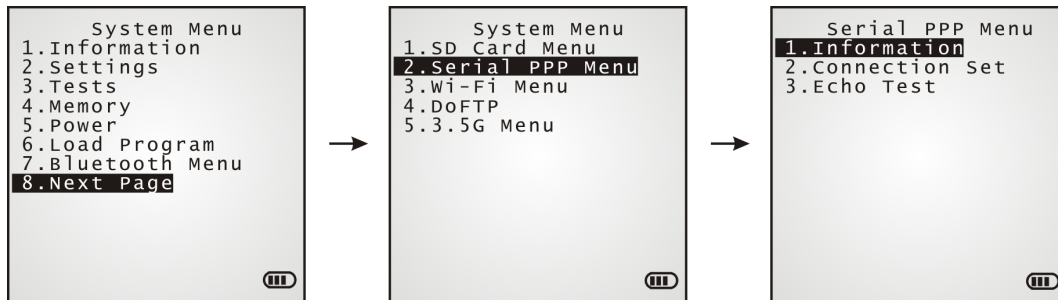 System Menu
1.Information
2.Settings
3.Tests
4.Memory
5.Power
6.Load Program
7.Bluetooth Menu
8.Next Page
System Menu
1.SD Card Menu
2.Serial PPP Menu
3.Wi-Fi Menu
4.DoFTP
5.3.5G Menu
Serial PPP Menu
1.Information
2.Connection Set
3.Echo Test